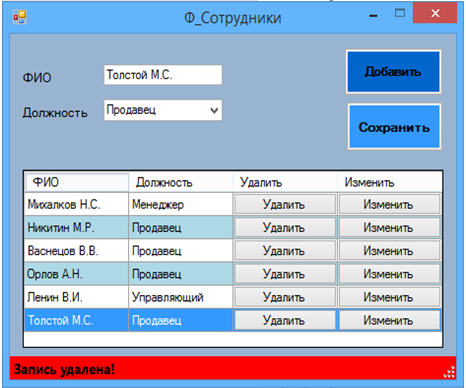 Ф_Сотрудники
ФИО Толстой М.С. Добавить
Должность Продавец Сохранить
ФИО Должность Удалить Изменить
Михалков Н.С. Менеджер Удалить Изменить
Никитин М.Р. Продавец Удалить Изменить
Васнецов В.В. Продавец Удалить Изменить
Орлов А.Н. Продавец Удалить Изменить
Ленин В.И. Управляющий Удалить Изменить
Толстой М.С. Продавец Удалить Изменить
Запись удалена!